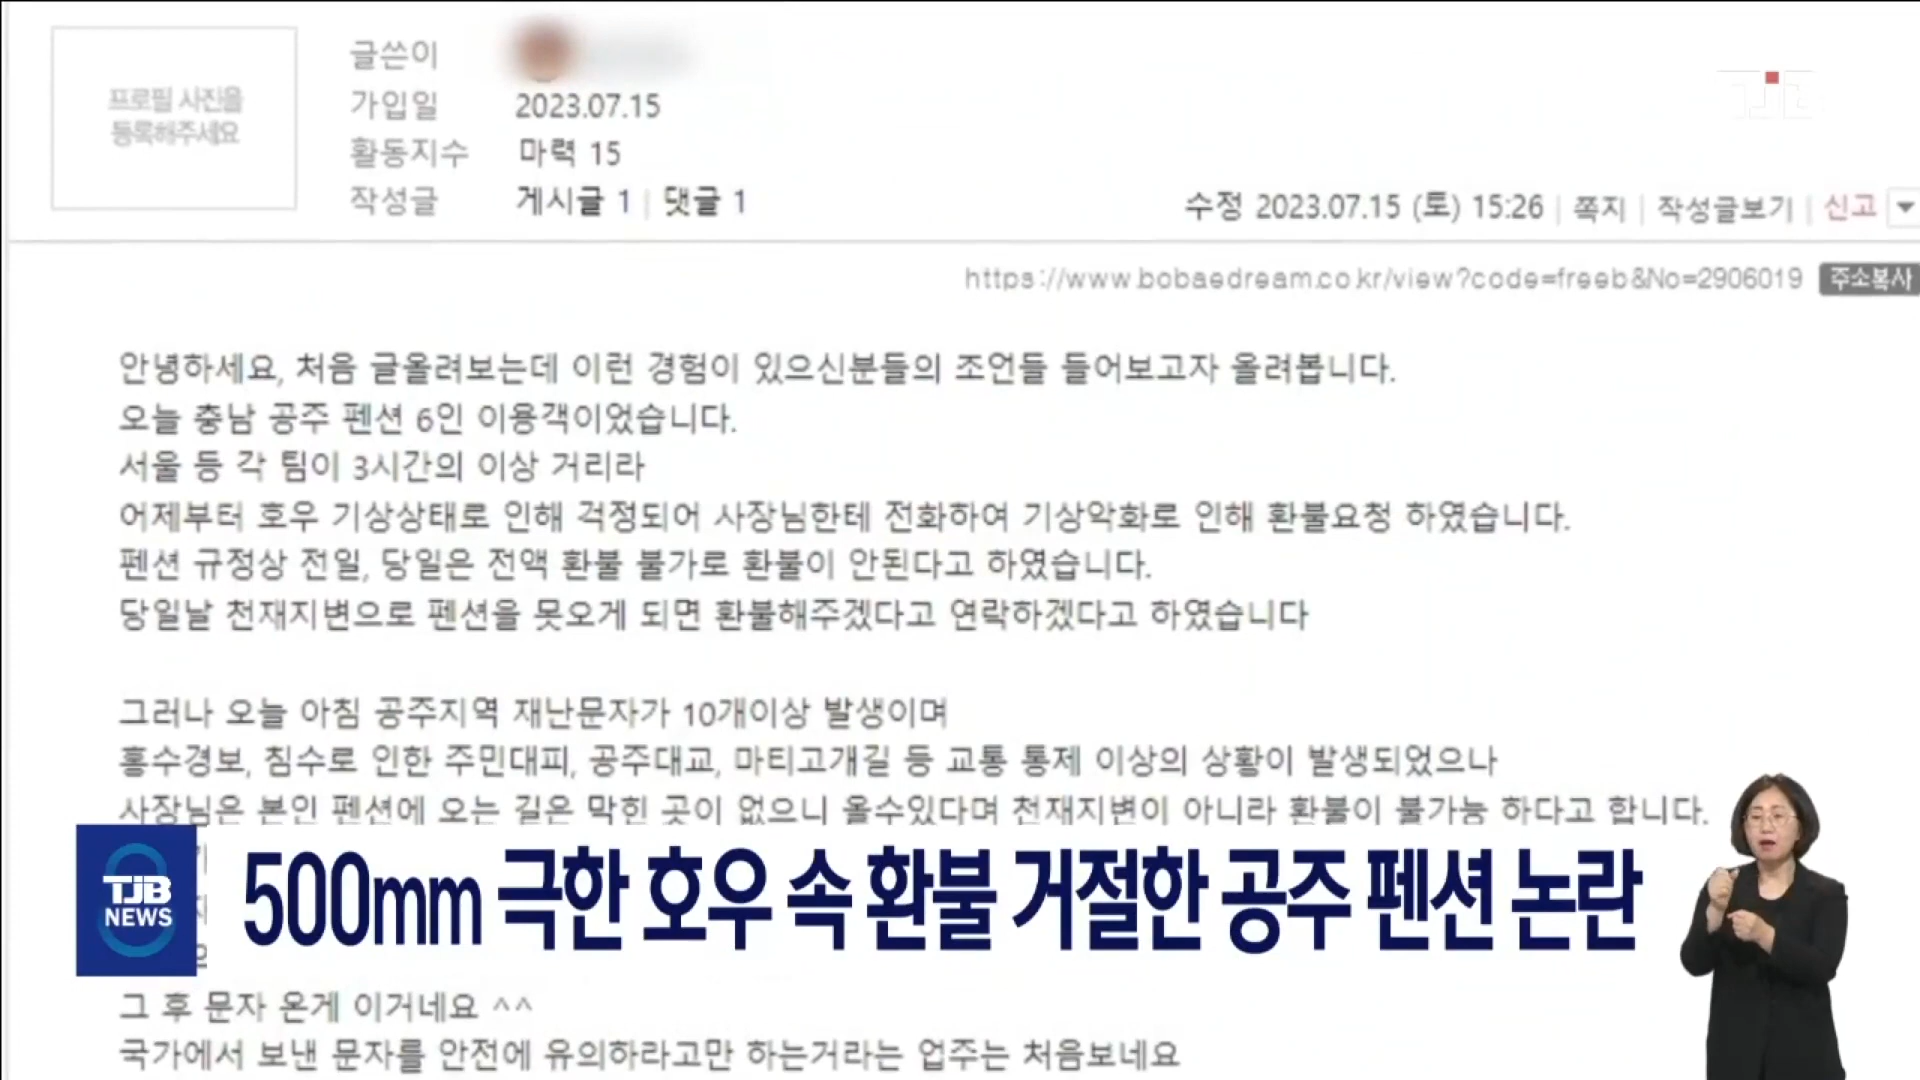 프로필 사진을
등록해주세요
글쓴이
가입일 2023.07.15
활동지수 마력 15
작성글 게시글 1 | 댓글 1
TJB
수정 2023.07.15 (토) 15:26 | 쪽지 | 작성글보기 | 신고
https://www.bobaedream.co.kr/view?code=freeb&No=2906019 주소복사
안녕하세요, 처음 글올려보는데 이런 경험이 있으신분들의 조언들 들어보고자 올려봅니다.
오늘 충남 공주 펜션 6인 이용객이었습니다.
서울 등 각 팀이 3시간의 이상 거리라
어제부터 호우 기상상태로 인해 걱정되어 사장님한테 전화하여 기상악화로 인해 환불요청 하였습니다.
펜션 규정상 전일, 당일은 전액 환불 불가로 환불이 안된다고 하였습니다.
당일날 천재지변으로 펜션을 못오게 되면 환불해주겠다고 연락하겠다고 하였습니다
그러나 오늘 아침 공주지역 재난문자가 10개이상 발생이며
홍수경보, 침수로 인한 주민대피, 공주대교, 마티고개길 등 교통 통제 이상의 상황이 발생되었으나
사장님은 본인 펜션에 오는 길은 막힌 곳이 없으니 올수있다며 천재지변이 아니라 환불이 불가능 하다고 합니다.
TJB
NEWS
500mm 극한 호우 속 환불 거절한 공주 펜션 논란
그 후 문자 온게 이거네요 ^^
국가에서 보낸 문자를 안전에 유의하라고만 하는거라는 업주는 처음보네요